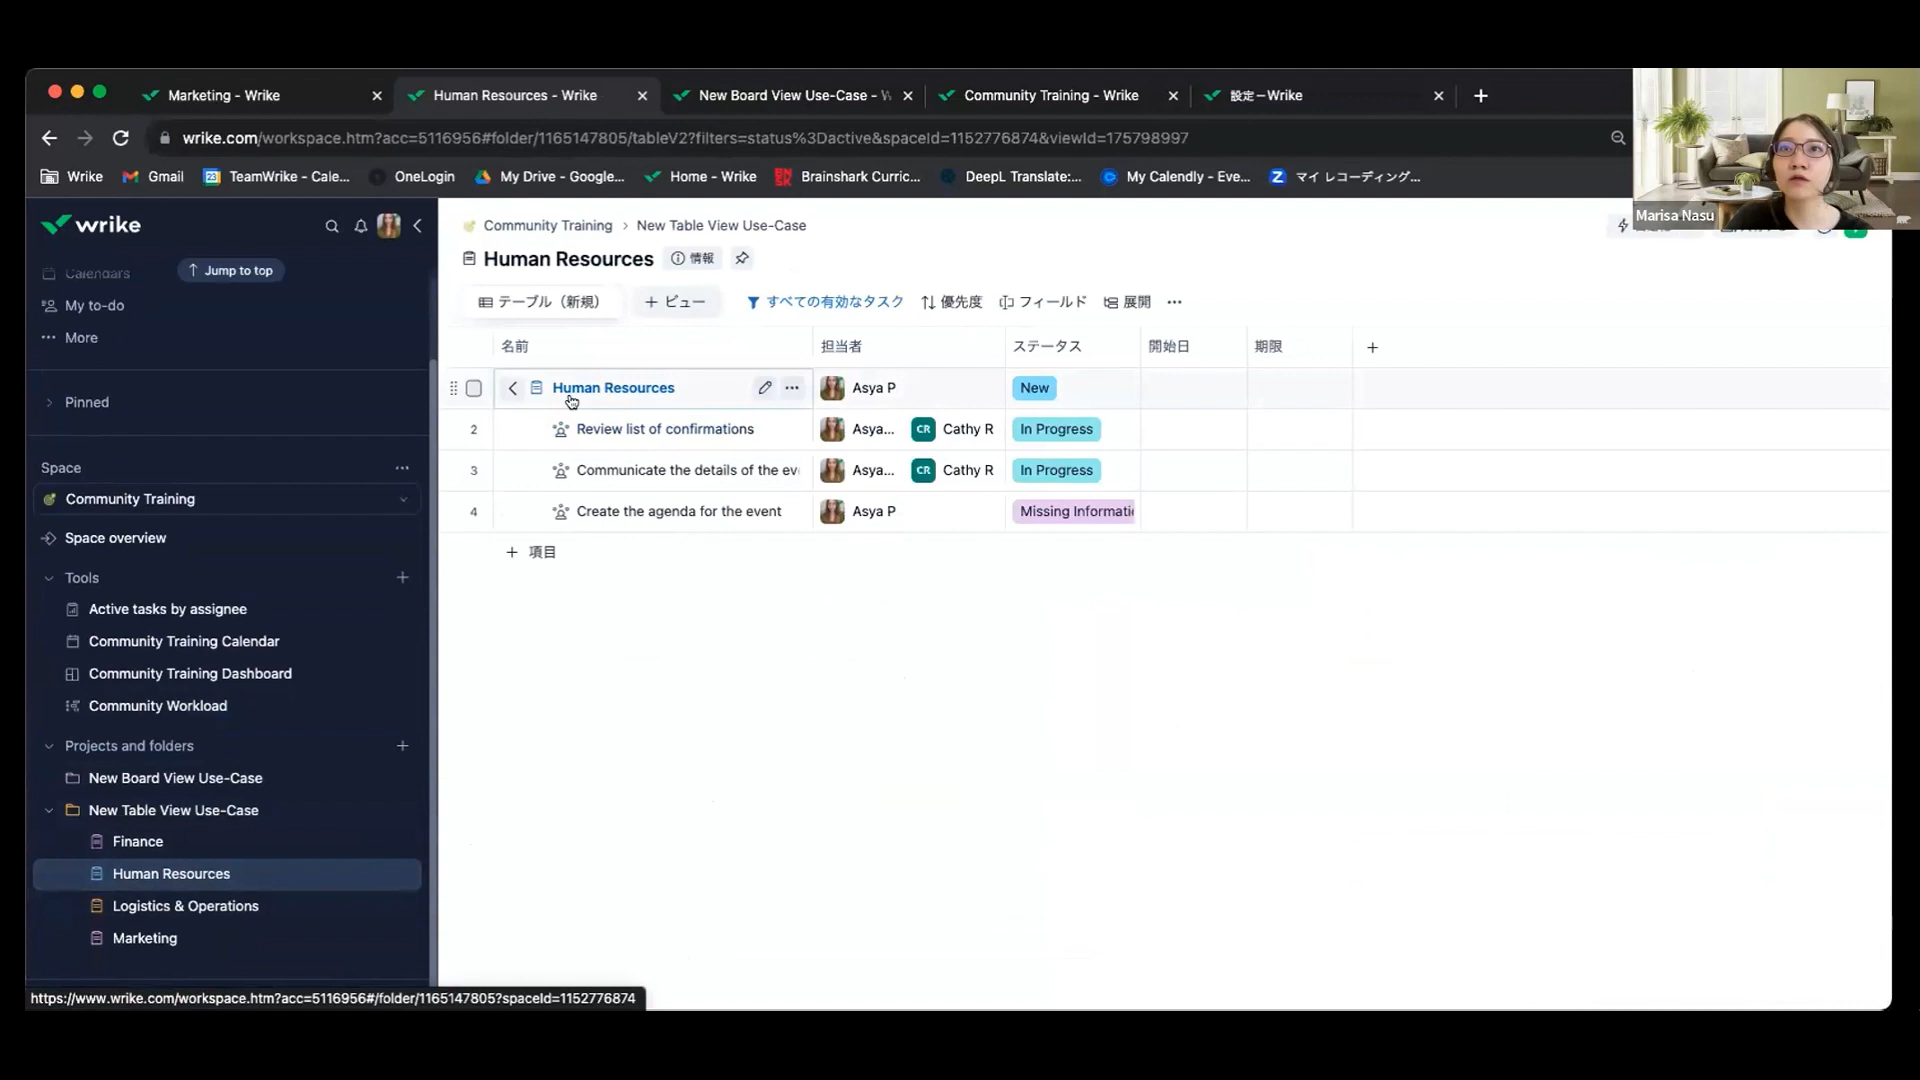 Marketing - Wrike
Human Resources - Wrike
New Board View Use-Case -
Community Training - Wrike
設定－Wrike
wrike.com/workspace.htm?acc=5116956#folder/1165147805/tableV2?filters=status%3Dactive&spaceId=1152776874&viewId=175798997
Wrike
Gmail
TeamWrike - Cale...
OneLogin
My Drive - Google...
Home - Wrike
Brainshark Curric...
DeepL Translate:...
My Calendly - Eve...
マイ レコーディング...
Marisa Nasu
wrike
Calendars
Jump to top
My to-do
More
Pinned
Space
Community Training
Space overview
Tools
Active tasks by assignee
Community Training Calendar
Community Training Dashboard
Community Workload
Projects and folders
New Board View Use-Case
New Table View Use-Case
Finance
Human Resources
Logistics & Operations
Marketing
Community Training > New Table View Use-Case
Human Resources 情報
テーブル（新規） + ビュー すべての有効なタスク 優先度 フィールド 展開
名前 担当者 ステータス 開始日 期限 +
Human Resources Asya P New
2 Review list of confirmations Asya... CR Cathy R In Progress
3 Communicate the details of the ev Asya... CR Cathy R In Progress
4 Create the agenda for the event Asya P Missing Informati
+ 項目
https://www.wrike.com/workspace.htm?acc=5116956#/folder/1165147805?spaceId=1152776874